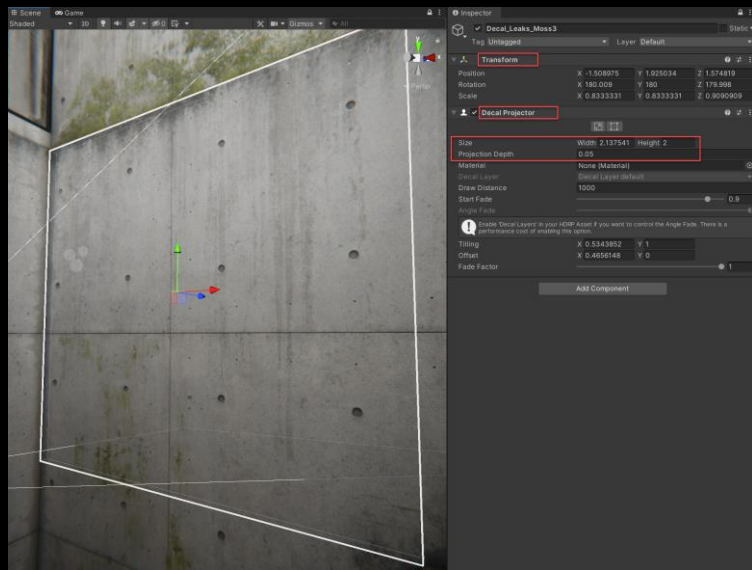 Scene Game
Shaded 2D 0 Gizmos All
Persp
Inspector
Decal_Leaks_Moss3 Static
Tag Untagged Layer Default
Transform
Position X -1.508975 Y 1.925034 Z 1.574819
Rotation X 180.009 Y 180 Z 179.998
Scale X 0.8333331 Y 0.8333331 Z 0.9090909
Decal Projector
Size Width 2.137541 Height 2
Projection Depth 0.05
Material None (Material)
Decal Layer Decal Layer default
Draw Distance 1000
Start Fade 0.9
Angle Fade
Enable 'Decal Layers' in your HDRP Asset if you want to control the Angle Fade. There is a
performance cost of enabling this option.
Tilling X 0.5343852 Y 1
Offset X 0.4656148 Y 0
Fade Factor 1
Add Component